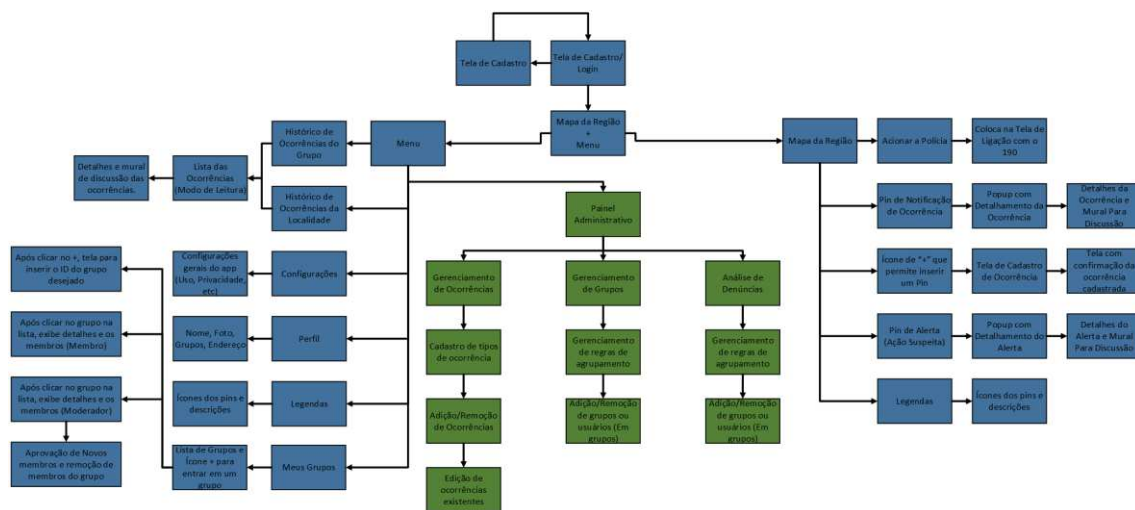 Tela de Cadastro
Tela de Cadastro/
Login
Mapa da Região
+
Menu
Menu
Histórico de
Ocorrências do
Grupo
Lista das
Ocorrências
(Modo de Leitura)
Detalhes e mural
de discussão das
ocorrências.
Histórico de
Ocorrências da
Localidade
Configurações
Configurações
gerais do app
(Uso, Privacidade,
etc)
Perfil
Nome, Foto,
Grupos, Endereço
Legendas
Ícones dos pins e
descrições
Meus Grupos
Lista de Grupos e
Ícone + para
entrar em um
grupo
Após clicar no +, tela para
inserir o ID do grupo
desejado
Após clicar no grupo na
lista, exibe detalhes e os
membros (Membro)
Após clicar no grupo na
lista, exibe detalhes e os
membros (Moderador)
Aprovação de Novos
membros e remoção de
membros do grupo
Painel
Administrativo
Gerenciamento
de Ocorrências
Cadastro de tipos
de ocorrência
Adição/Remoção
de Ocorrências
Edição de
ocorrências
existentes
Gerenciamento
de Grupos
Gerenciamento
de regras de
agrupamento
Adição/Remoção
de grupos ou
usuários (Em
grupos)
Análise de
Denúncias
Gerenciamento
de regras de
agrupamento
Adição/Remoção
de grupos ou
usuários (Em
grupos)
Mapa da Região
Acionar a Polícia
Coloca na Tela de
Ligação com o
190
Pin de Notificação
de Ocorrência
Popup com
Detalhamento da
Ocorrência
Detalhes da
Ocorrência e
Mural Para
Discussão
Ícone de "+" que
permite inserir
um Pin
Tela de Cadastro
de Ocorrência
Tela com
confirmação da
ocorrência
cadastrada
Pin de Alerta
(Ação Suspeita)
Popup com
Detalhamento do
Alerta
Detalhes do
Alerta e Mural
Para Discussão
Legendas
Ícones dos pins e
descrições